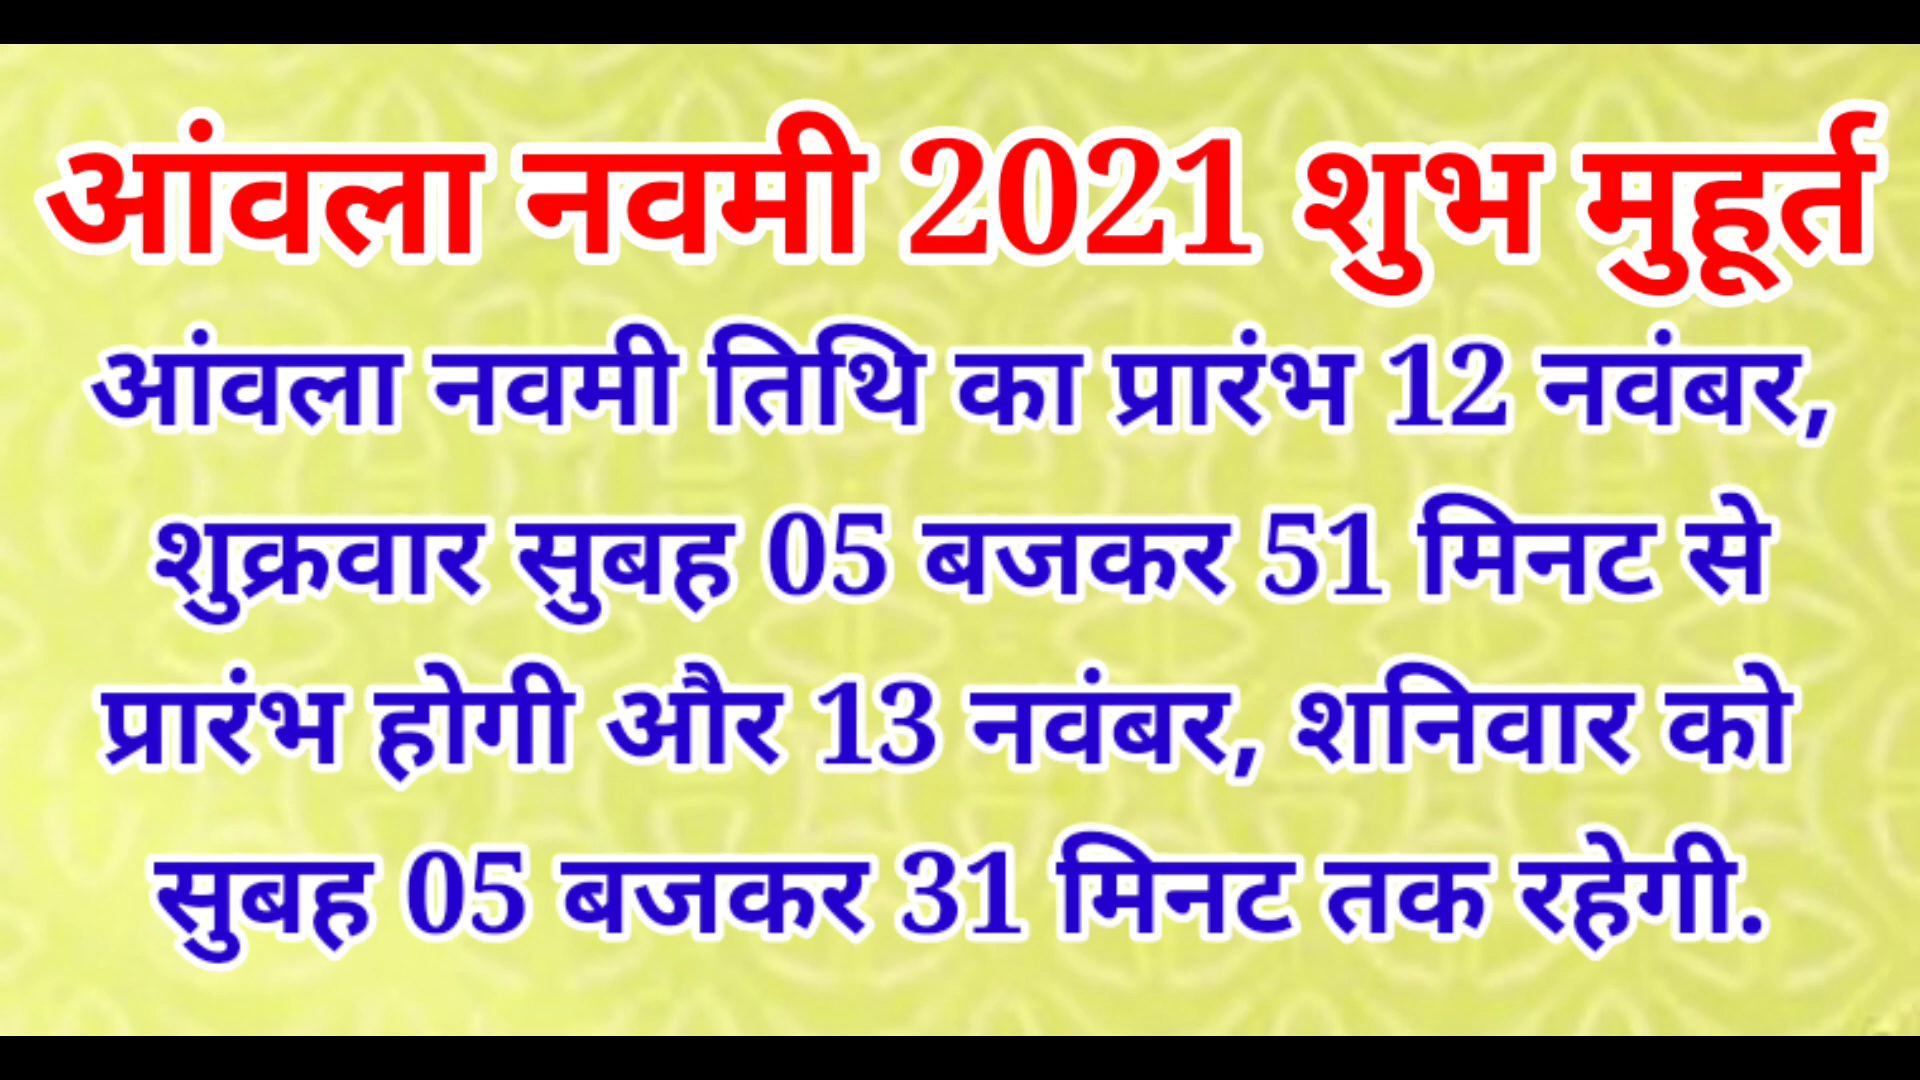 आंवला नवमी 2021 शुभ मुहूर्त
आंवला नवमी तिथि का प्रारंभ 12 नवंबर,
शुक्रवार सुबह 05 बजकर 51 मिनट से
प्रारंभ होगी और 13 नवंबर, शनिवार को
सुबह 05 बजकर 31 मिनट तक रहेगी.